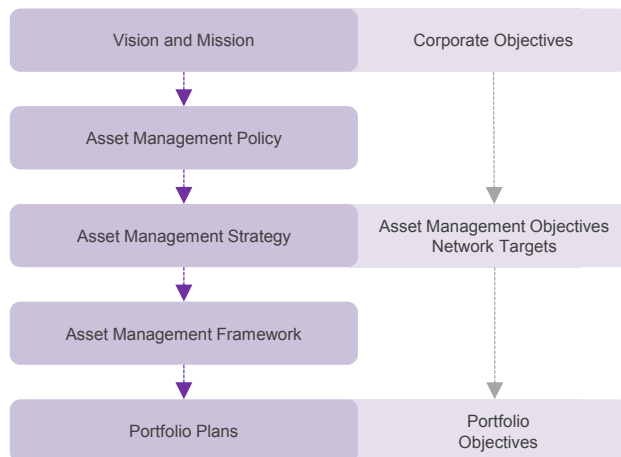 Vision and Mission
Corporate Objectives
Asset Management Policy
Asset Management Strategy
Asset Management Objectives
Network Targets
Asset Management Framework
Portfolio Plans
Portfolio
Objectives